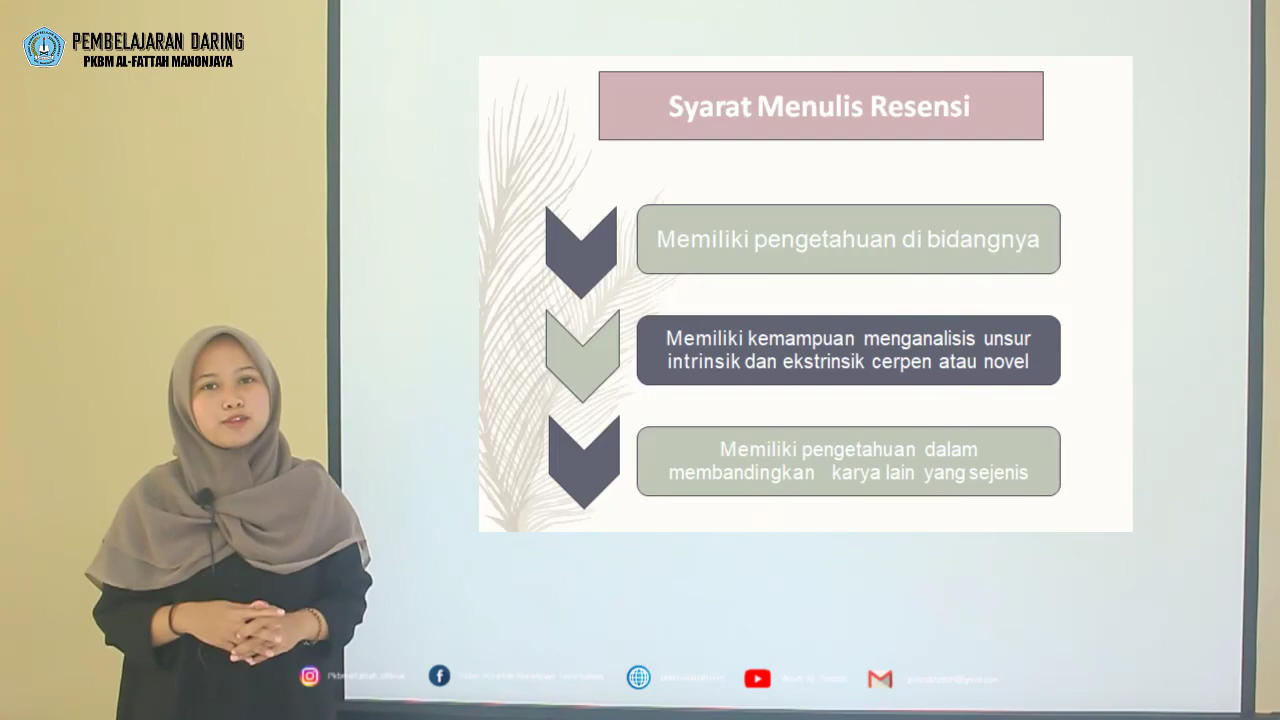 PEMBELAJARAN DARING
PKBM AL-FATTAH MANONJAYA
Syarat Menulis Resensi
Memiliki pengetahuan di bidangnya
Memiliki kemampuan menganalisis unsur
intrinsik dan ekstrinsik cerpen atau novel
Memiliki pengetahuan dalam
membandingkan karya lain yang sejenis